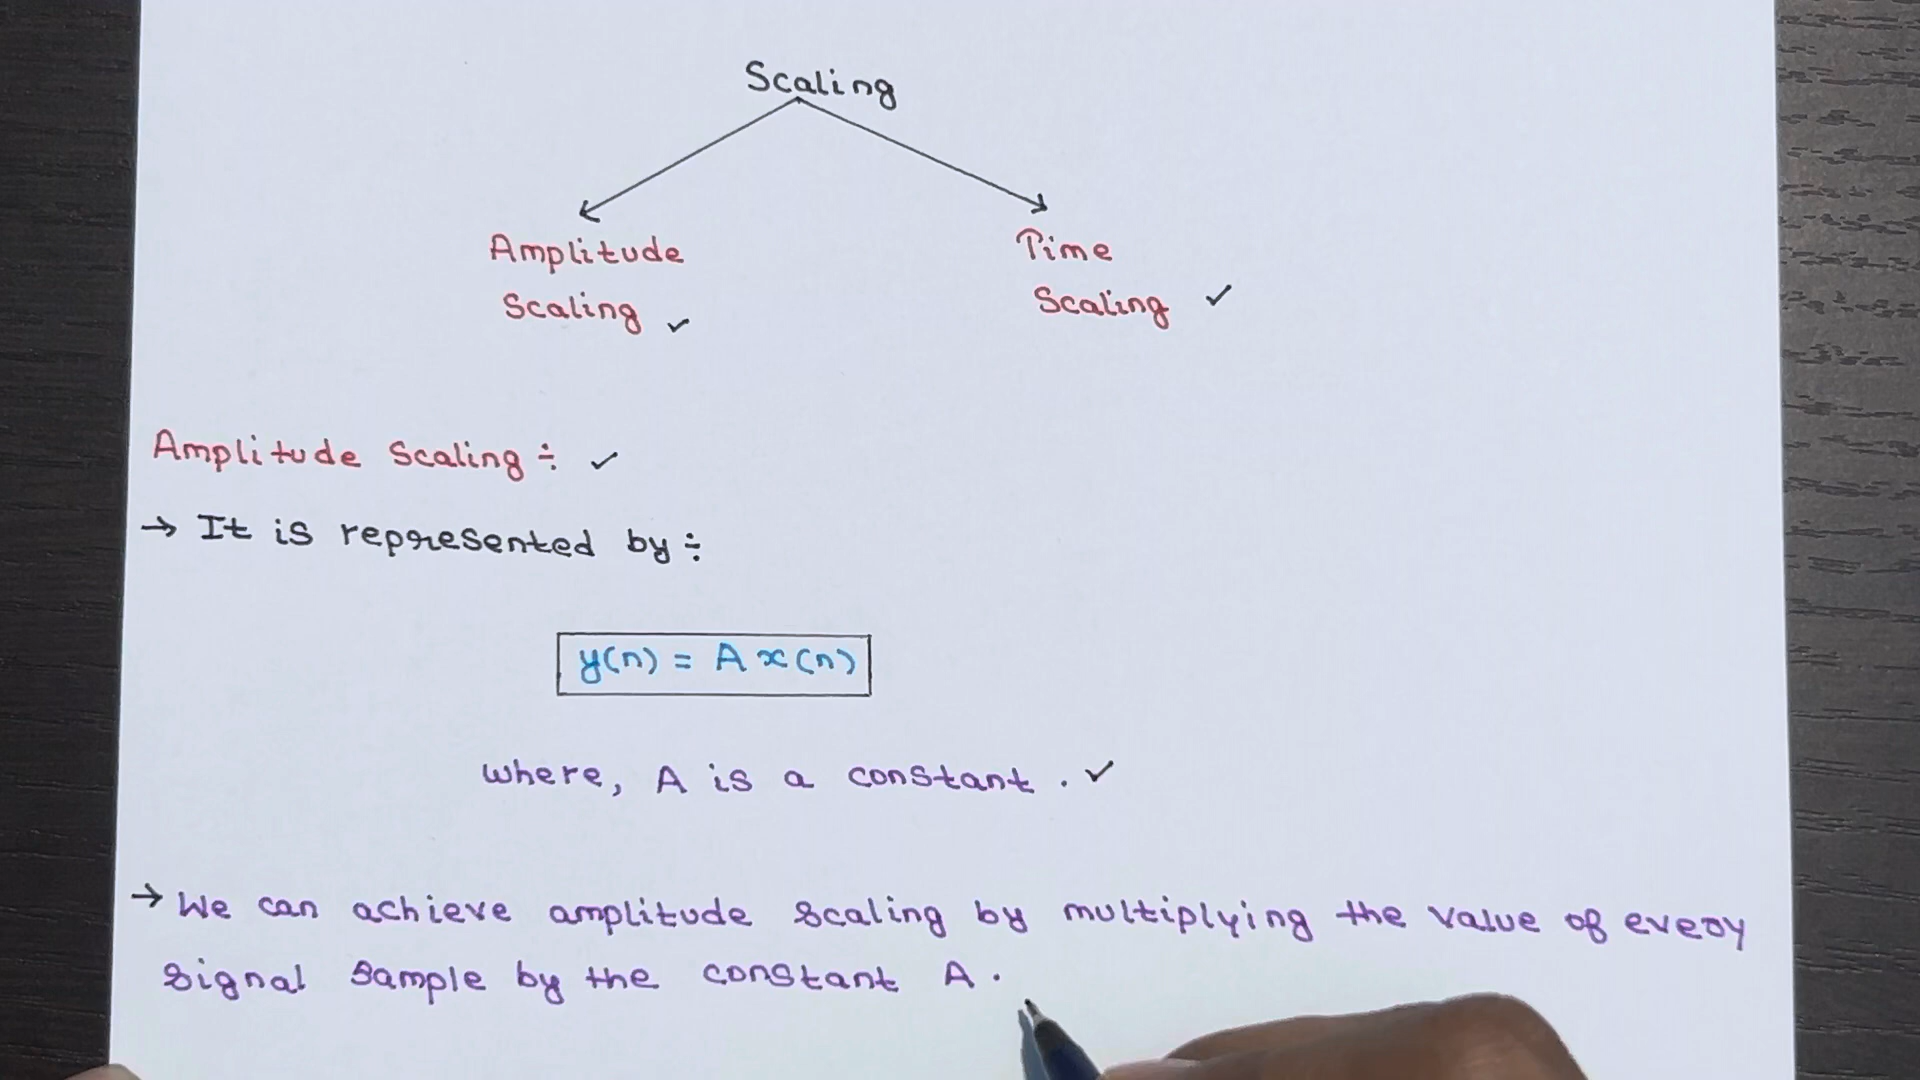 Scaling
Amplitude
Scaling ✓
Time
Scaling ✓
Amplitude Scaling ÷ ✓
→ It is represented by ÷
y(n) = A x(n)
where, A is a constant . ✓
→ We can achieve amplitude scaling by multiplying the value of every
signal sample by the constant A .